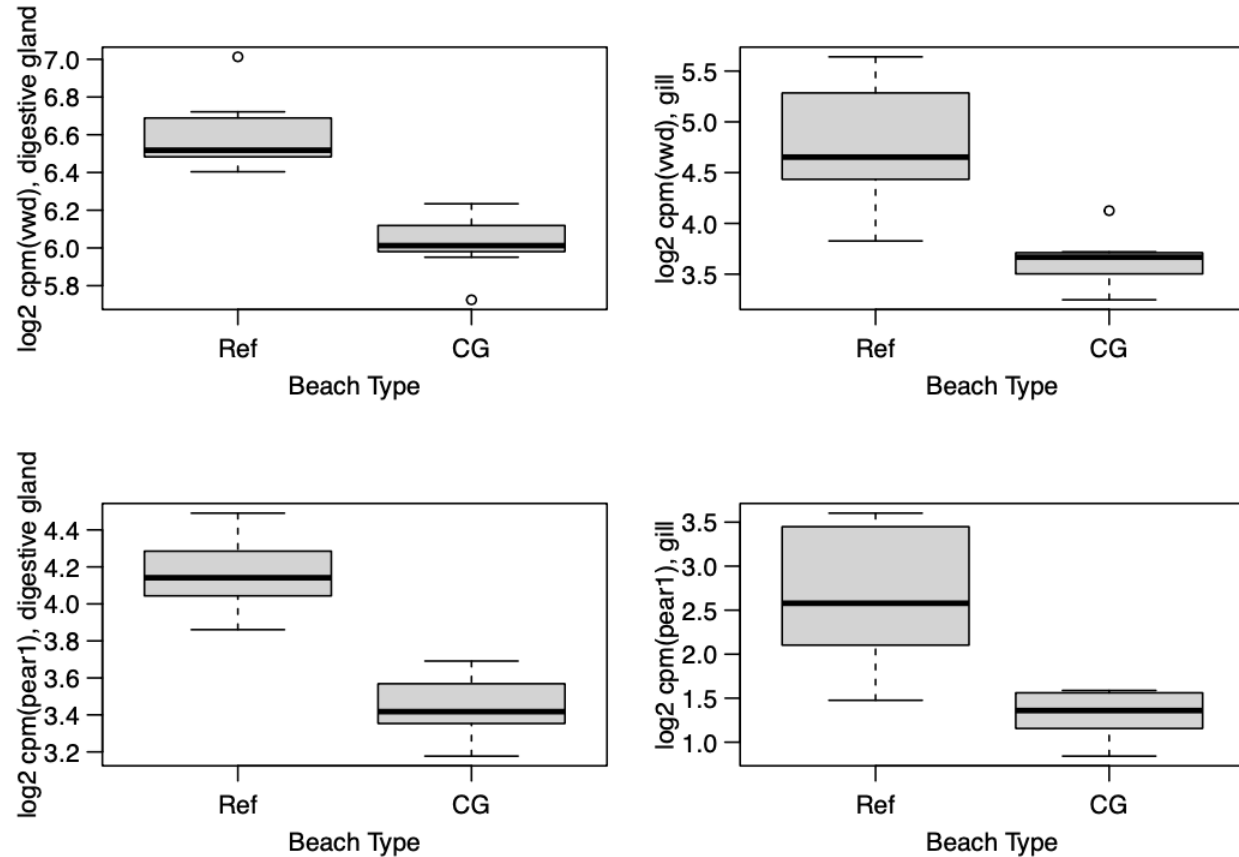 log2 cpm(vwd), digestive gland
7.0
6.8
6.6
6.4
6.2
6.0
5.8
Ref CG
Beach Type
log2 cpm(vwd), gill
5.5
5.0
4.5
4.0
3.5
Ref CG
Beach Type
log2 cpm(pear1), digestive gland
4.4
4.2
4.0
3.8
3.6
3.4
3.2
Ref CG
Beach Type
log2 cpm(pear1), gill
3.5
3.0
2.5
2.0
1.5
1.0
Ref CG
Beach Type